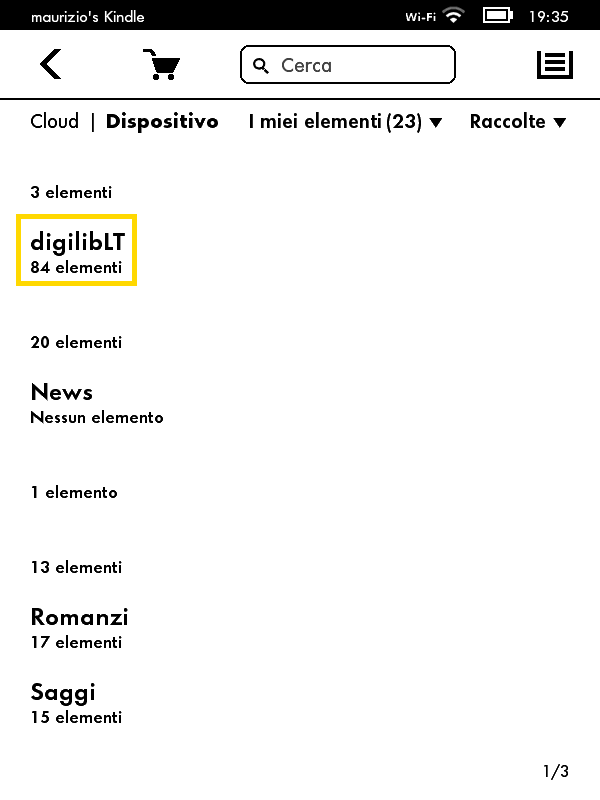 maurizio's Kindle Wi-Fi 19:35
Cerca
Cloud | Dispositivo I miei elementi (23) Raccolte
3 elementi
digilibLT
84 elementi
20 elementi
News
Nessun elemento
1 elemento
13 elementi
Romanzi
17 elementi
Saggi
15 elementi
1/3